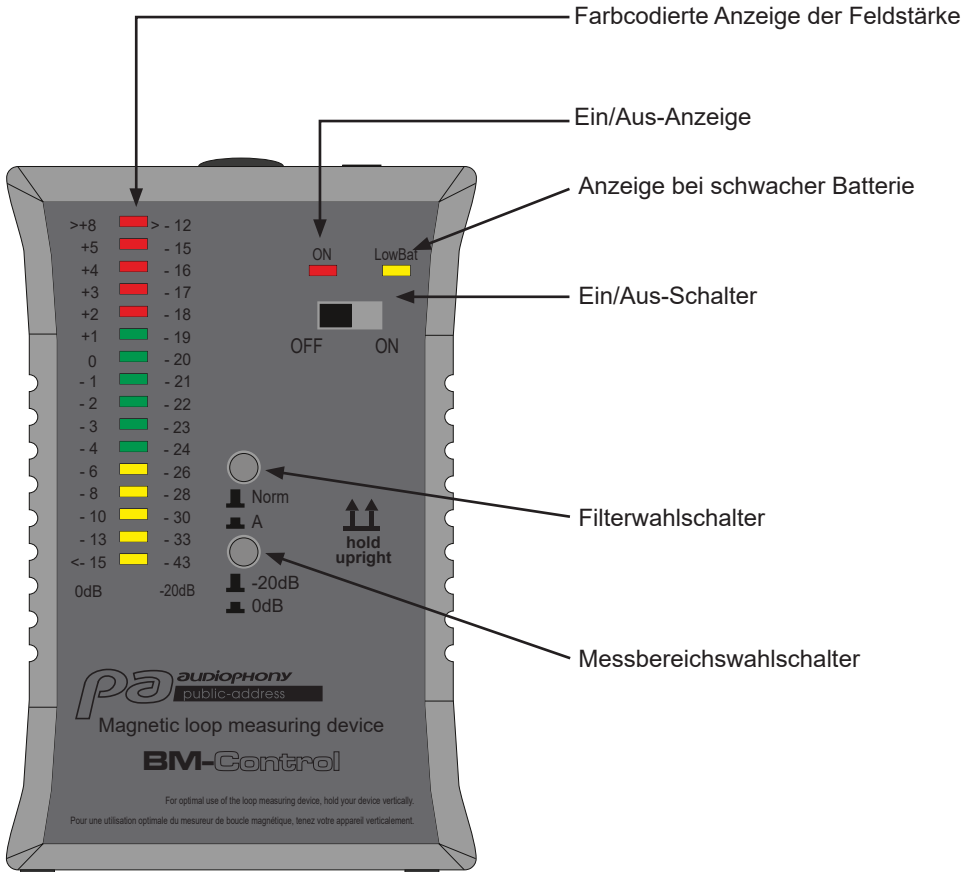 Farbcodierte Anzeige der Feldstärke
Ein/Aus-Anzeige
Anzeige bei schwacher Batterie
Ein/Aus-Schalter
Filterwahlschalter
Messbereichswahlschalter
>+8 > - 12
+5 - 15
+4 - 16
+3 - 17
+2 - 18
+1 - 19
0 - 20
- 1 - 21
- 2 - 22
- 3 - 23
- 4 - 24
- 6 - 26
- 8 - 28
- 10 - 30
- 13 - 33
<- 15 - 43
0dB -20dB
ON LowBat
OFF ON
Norm
A
-20dB
0dB
hold
upright
pa audiophony
public-address
Magnetic loop measuring device
BM-Control
For optimal use of the loop measuring device, hold your device vertically.
Pour une utilisation optimale du mesureur de boucle magnétique, tenez votre appareil verticalement.